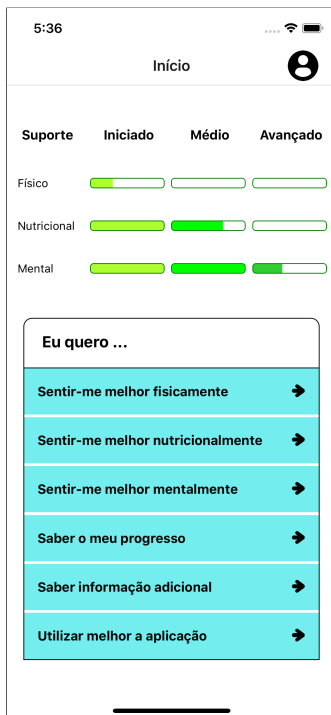 5:36
Início
Suporte Iniciado Médio Avançado
Físico
Nutricional
Mental
Eu quero ...
Sentir-me melhor fisicamente
Sentir-me melhor nutricionalmente
Sentir-me melhor mentalmente
Saber o meu progresso
Saber informação adicional
Utilizar melhor a aplicação